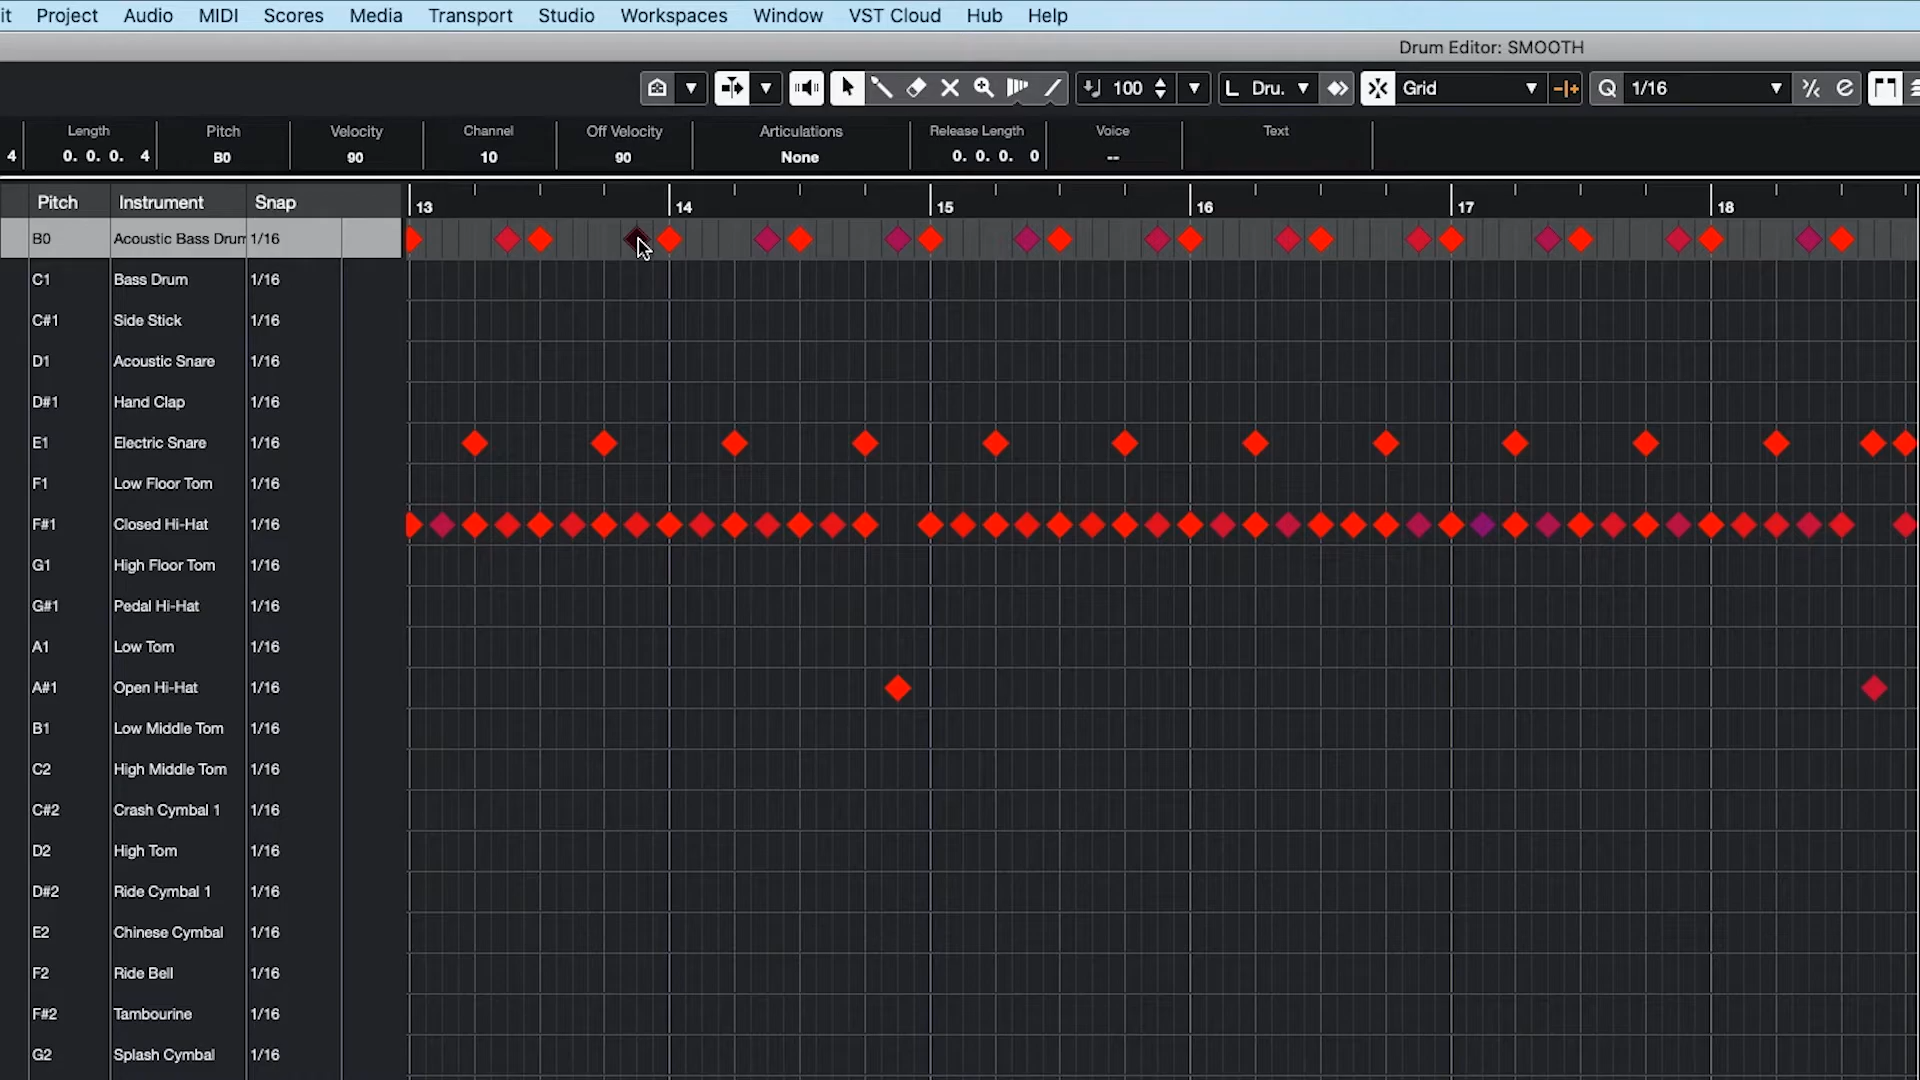 it Project Audio MIDI Scores Media Transport Studio Workspaces Window VST Cloud Hub Help
Drum Editor: SMOOTH
100 L Dru. Grid Q 1/16
Length Pitch Velocity Channel Off Velocity Articulations Release Length Voice Text
4 0. 0. 0. 4 B0 90 10 90 None 0. 0. 0. 0 --
Pitch Instrument Snap 13 14 15 16 17 18
B0 Acoustic Bass Drum 1/16
C1 Bass Drum 1/16
C#1 Side Stick 1/16
D1 Acoustic Snare 1/16
D#1 Hand Clap 1/16
E1 Electric Snare 1/16
F1 Low Floor Tom 1/16
F#1 Closed Hi-Hat 1/16
G1 High Floor Tom 1/16
G#1 Pedal Hi-Hat 1/16
A1 Low Tom 1/16
A#1 Open Hi-Hat 1/16
B1 Low Middle Tom 1/16
C2 High Middle Tom 1/16
C#2 Crash Cymbal 1 1/16
D2 High Tom 1/16
D#2 Ride Cymbal 1 1/16
E2 Chinese Cymbal 1/16
F2 Ride Bell 1/16
F#2 Tambourine 1/16
G2 Splash Cymbal 1/16